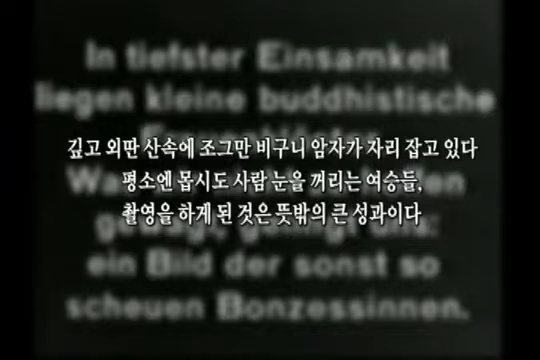 In tiefster Einsamkeit
liegen kleine buddhistische
깊고 외딴 산속에 조그만 비구니 암자가 자리 잡고 있다
평소엔 몹시도 사람 눈을 꺼리는 여승들,
촬영을 하게 된 것은 뜻밖의 큰 성과이다
ein Bild der sonst so
scheuen Bonzessinnen.